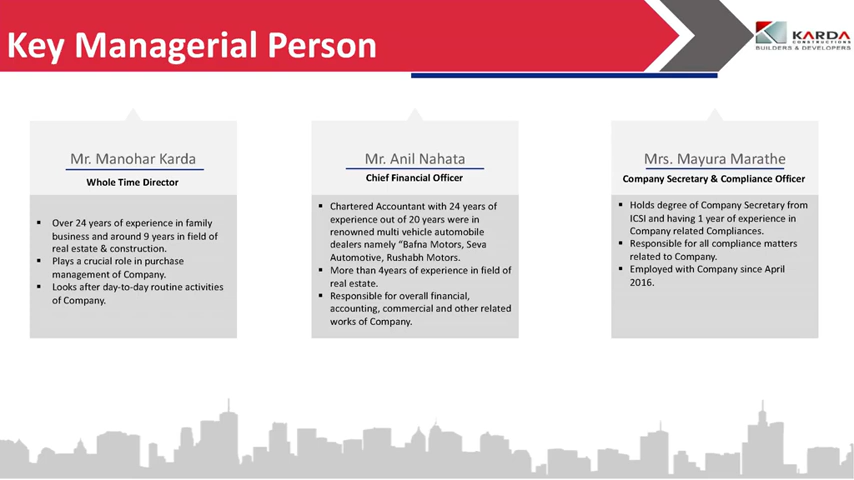 Key Managerial Person
KARDA
CONSTRUCTIONS
BUILDERS & DEVELOPERS
Mr. Manohar Karda
Whole Time Director
▪ Over 24 years of experience in family
business and around 9 years in field of
real estate & construction.
▪ Plays a crucial role in purchase
management of Company.
▪ Looks after day-to-day routine activities
of Company.
Mr. Anil Nahata
Chief Financial Officer
▪ Chartered Accountant with 24 years of
experience out of 20 years were in
renowned multi vehicle automobile
dealers namely “Bafna Motors, Seva
Automotive, Rushabh Motors.
▪ More than 4years of experience in field of
real estate.
▪ Responsible for overall financial,
accounting, commercial and other related
works of Company.
Mrs. Mayura Marathe
Company Secretary & Compliance Officer
▪ Holds degree of Company Secretary from
ICSI and having 1 year of experience in
Company related Compliances.
▪ Responsible for all compliance matters
related to Company.
▪ Employed with Company since April
2016.